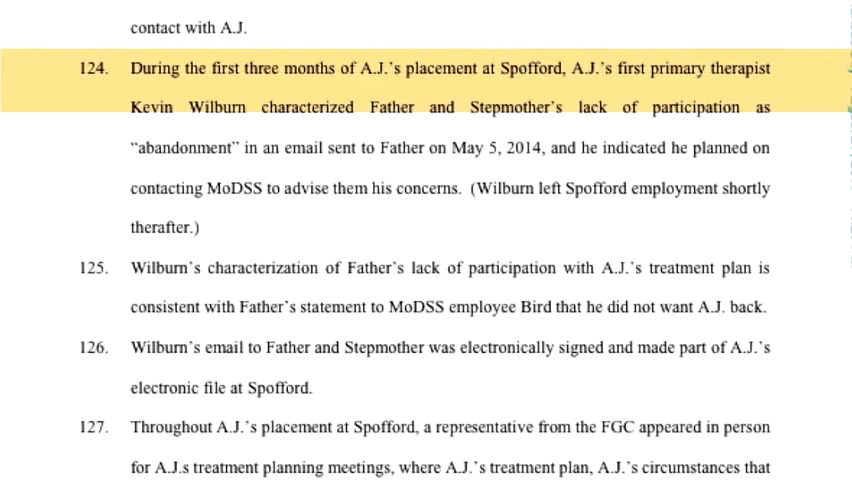 contact with A.J.
124. During the first three months of A.J.'s placement at Spofford, A.J.'s first primary therapist
Kevin Wilburn characterized Father and Stepmother's lack of participation as
“abandonment” in an email sent to Father on May 5, 2014, and he indicated he planned on
contacting MoDSS to advise them his concerns. (Wilburn left Spofford employment shortly
therafter.)
125. Wilburn's characterization of Father's lack of participation with A.J.'s treatment plan is
consistent with Father's statement to MoDSS employee Bird that he did not want A.J. back.
126. Wilburn's email to Father and Stepmother was electronically signed and made part of A.J.'s
electronic file at Spofford.
127. Throughout A.J.'s placement at Spofford, a representative from the FGC appeared in person
for A.J.s treatment planning meetings, where A.J.'s treatment plan, A.J.'s circumstances that